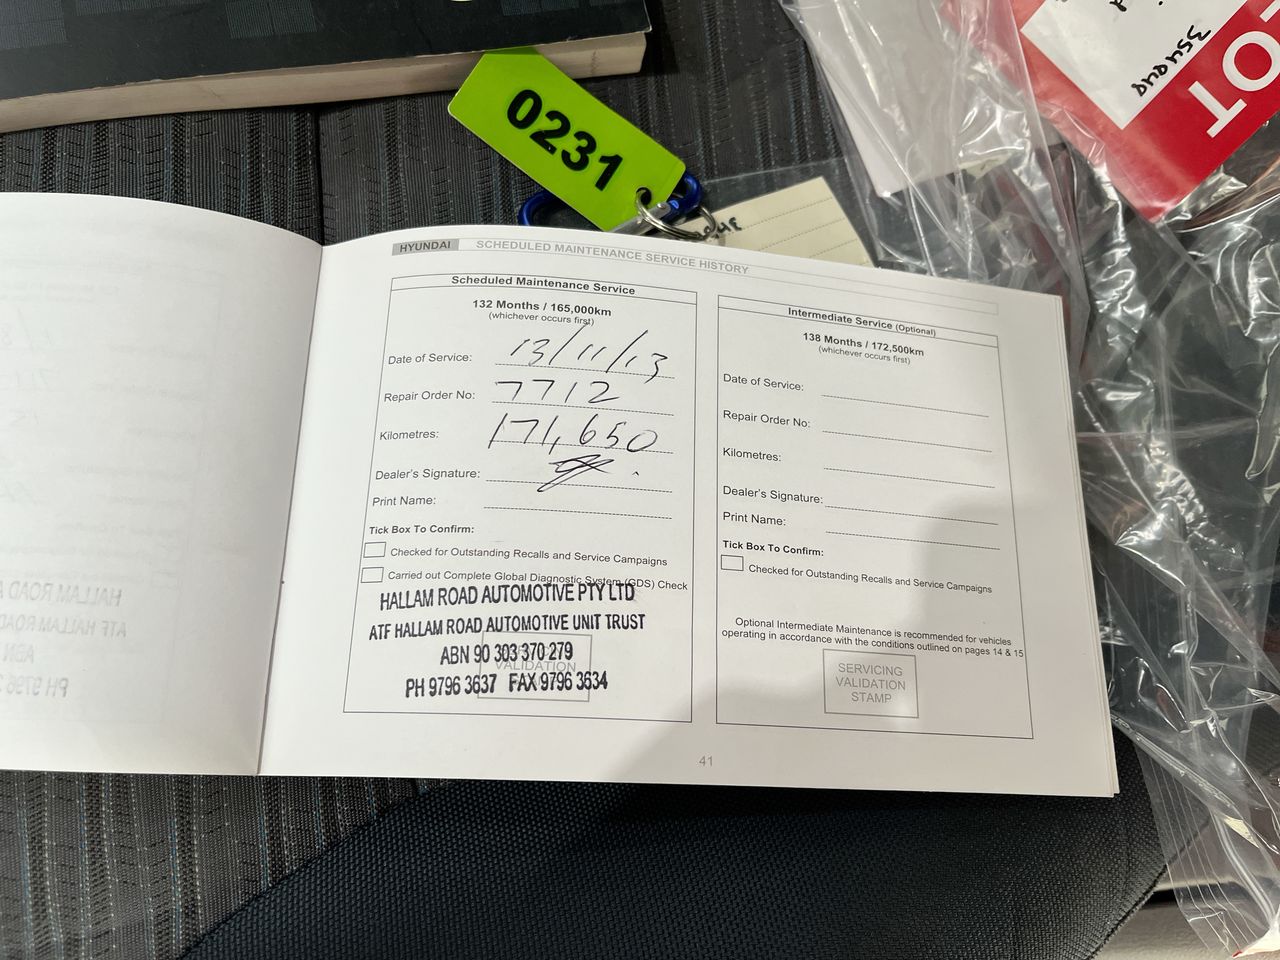 0231
OT
HYUNDAI SCHEDULED MAINTENANCE SERVICE HISTORY
Scheduled Maintenance Service
132 Months / 165,000km
(whichever occurs first)
Date of Service: 13/11/13
Repair Order No: 7712
Kilometres: 171,650
Dealer's Signature:
Print Name:
Tick Box To Confirm:
Checked for Outstanding Recalls and Service Campaigns
Carried out Complete Global Diagnostic System (GDS) Check
HALLAM ROAD AUTOMOTIVE PTY LTD
ATF HALLAM ROAD AUTOMOTIVE UNIT TRUST
ABN 90 303 370 279
VALIDATION
PH 9796 3637 FAX 9796 3634
Intermediate Service (Optional)
138 Months / 172,500km
(whichever occurs first)
Date of Service:
Repair Order No:
Kilometres:
Dealer's Signature:
Print Name:
Tick Box To Confirm:
Checked for Outstanding Recalls and Service Campaigns
Optional Intermediate Maintenance is recommended for vehicles
operating in accordance with the conditions outlined on pages 14 & 15
SERVICING
VALIDATION
STAMP
41